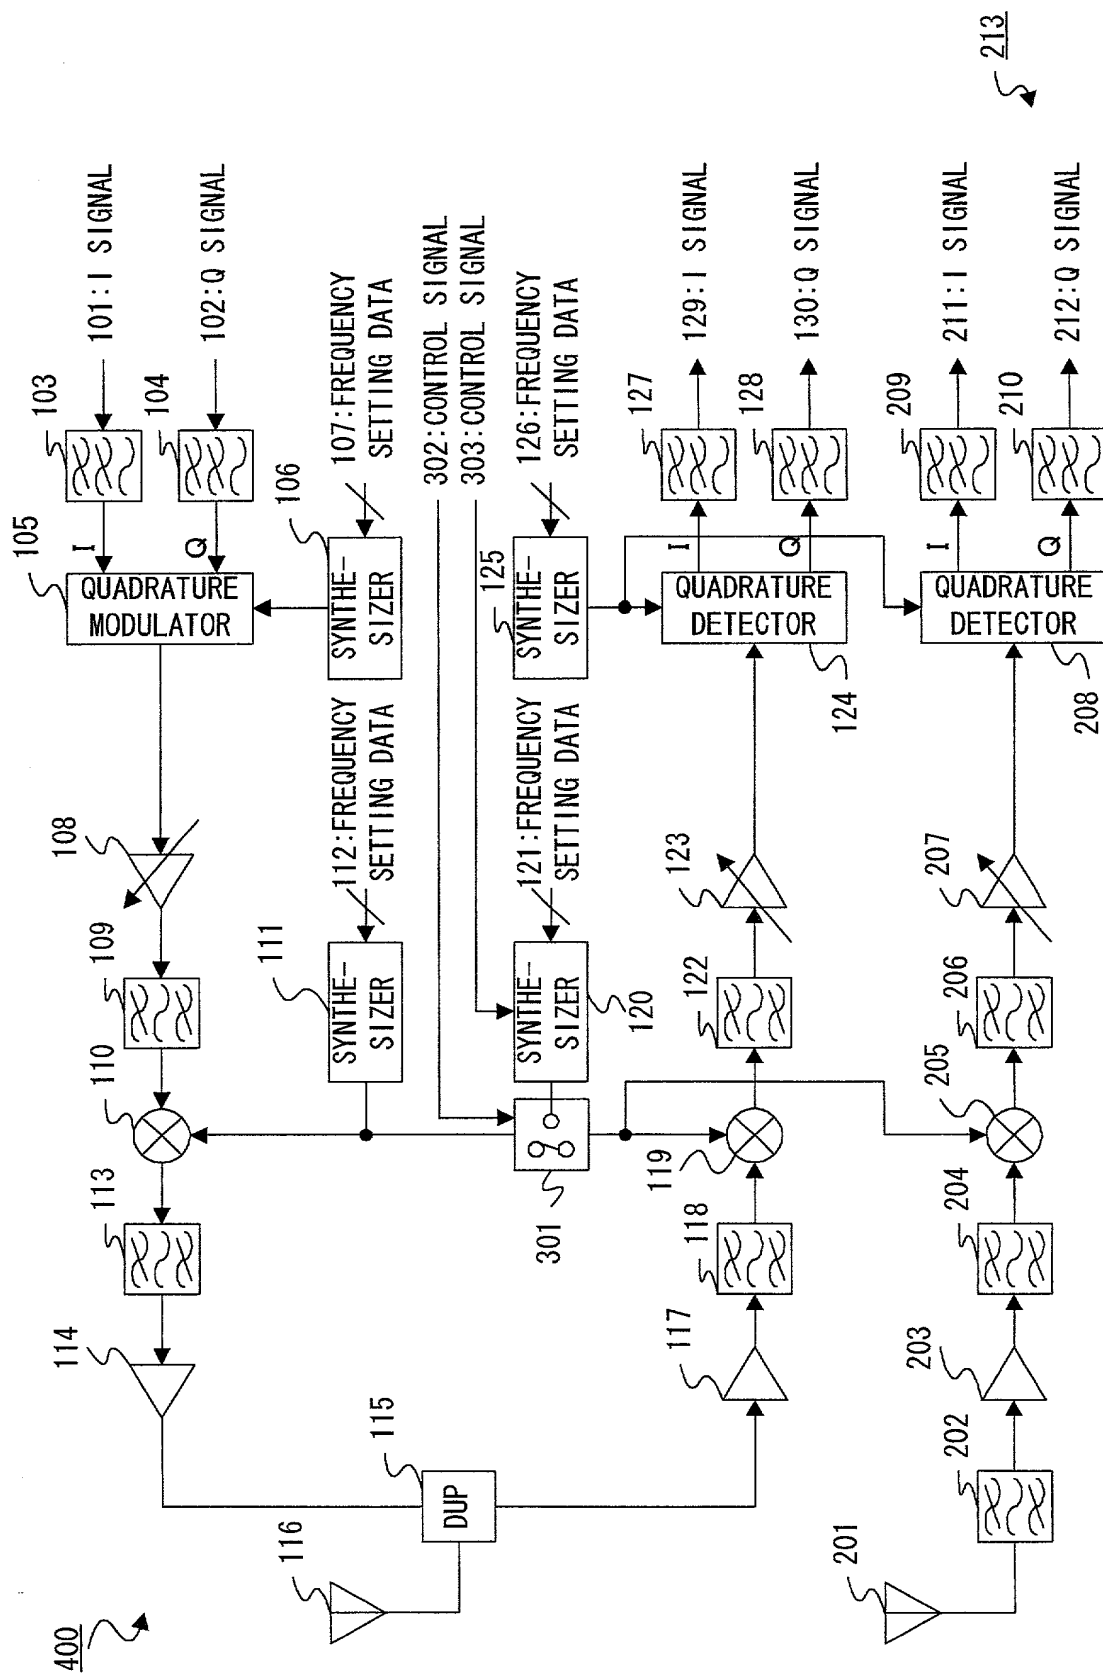 400
213
101:I SIGNAL
102:Q SIGNAL
103
104
105
I
Q
QUADRATURE
MODULATOR
106
SYNTHE-
SIZER
107:FREQUENCY
SETTING DATA
108
109
110
111
SYNTHE-
SIZER
112:FREQUENCY
SETTING DATA
113
114
115
DUP
116
302:CONTROL SIGNAL
303:CONTROL SIGNAL
301
120
SYNTHE-
SIZER
121:FREQUENCY
SETTING DATA
125
SYNTHE-
SIZER
126:FREQUENCY
SETTING DATA
117
118
119
122
123
124
QUADRATURE
DETECTOR
I
Q
127
128
129:I SIGNAL
130:Q SIGNAL
201
202
203
204
205
206
207
208
QUADRATURE
DETECTOR
I
Q
209
210
211:I SIGNAL
212:Q SIGNAL